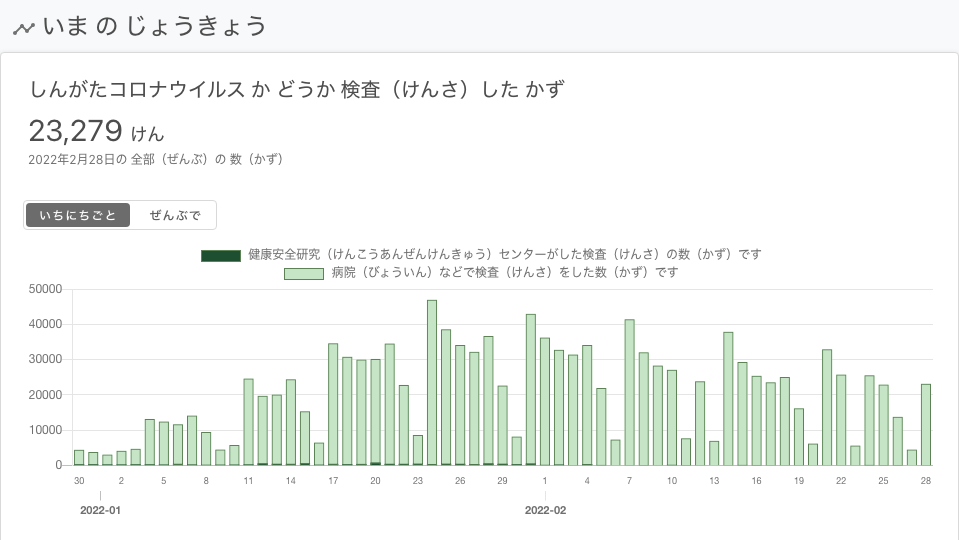 いま の じょうきょう
しんがたコロナウイルス か どうか 検査（けんさ）した かず
23,279 けん
2022年2月28日の 全部（ぜんぶ）の 数（かず）
いちにちごと ぜんぶで
健康安全研究（けんこうあんぜんけんきゅう）センターがした検査（けんさ）の数（かず）です
病院（びょういん）などで検査（けんさ）をした数（かず）です
50000
40000
30000
20000
10000
0
30 2 5 8 11 14 17 20 23 26 29 1 4 7 10 13 16 19 22 25 28
2022-01 2022-02